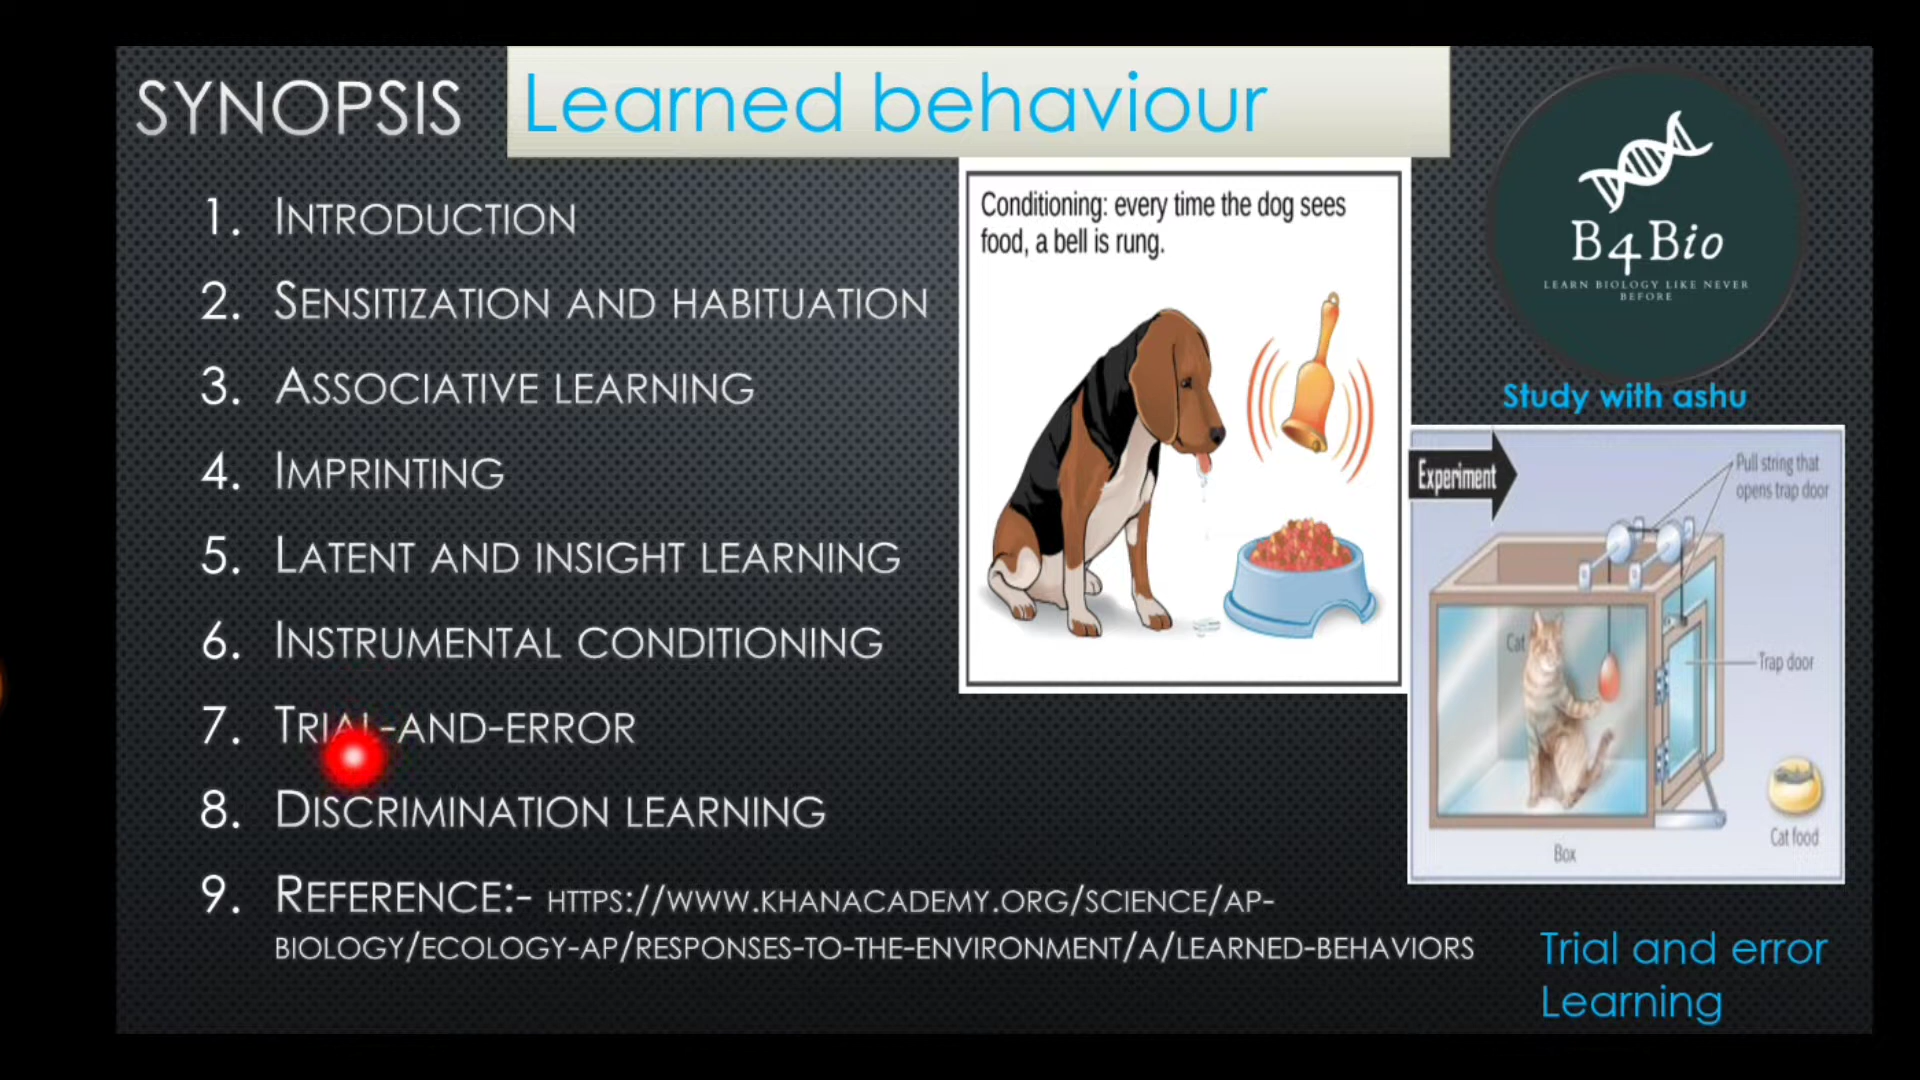 SYNOPSIS
Learned behaviour
1. INTRODUCTION
2. SENSITIZATION AND HABITUATION
3. ASSOCIATIVE LEARNING
4. IMPRINTING
5. LATENT AND INSIGHT LEARNING
6. INSTRUMENTAL CONDITIONING
7. TRIAL-AND-ERROR
8. DISCRIMINATION LEARNING
9. REFERENCE:- HTTPS://WWW.KHANACADEMY.ORG/SCIENCE/AP-
BIOLOGY/ECOLOGY-AP/RESPONSES-TO-THE-ENVIRONMENT/A/LEARNED-BEHAVIORS
Conditioning: every time the dog sees
food, a bell is rung.
B4Bio
LEARN BIOLOGY LIKE NEVER
BEFORE
Study with ashu
Experiment
Pull string that
opens trap door
Cat
Trap door
Cat food
Box
Trial and error
Learning